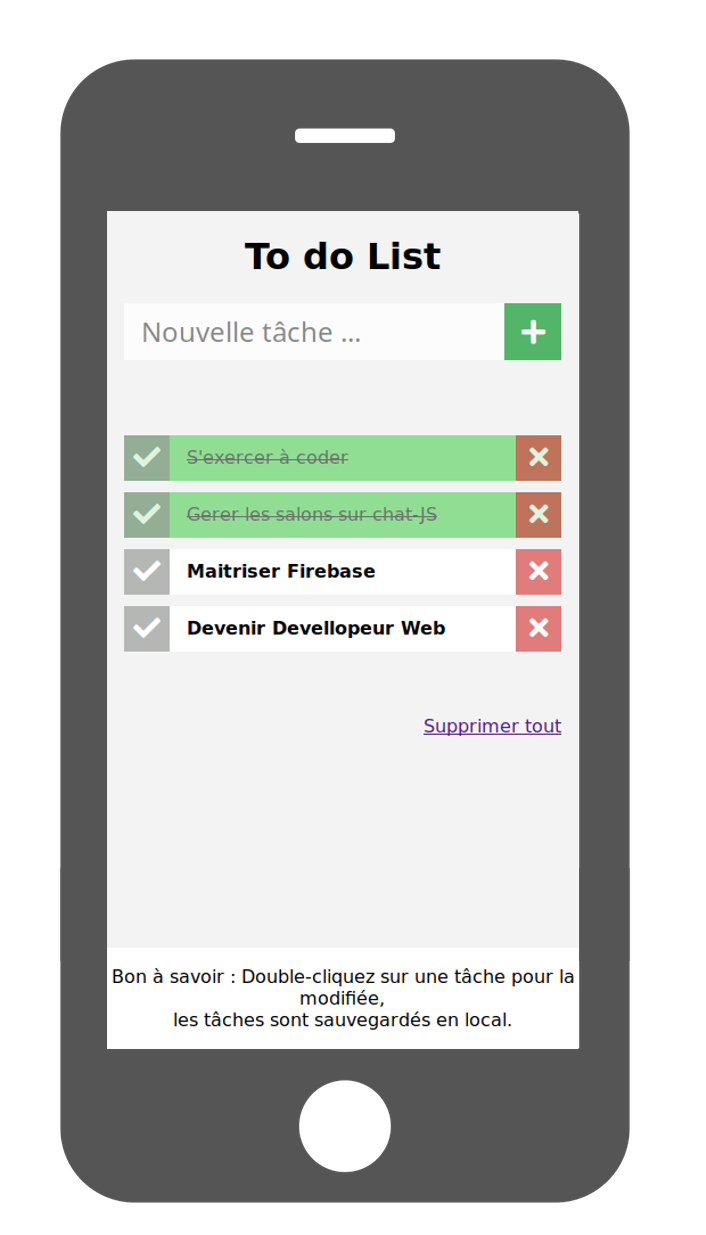 To do List
Nouvelle tâche ...
S'exercer à coder
Gerer les salons sur chat-JS
Maitriser Firebase
Devenir Devellopeur Web
Supprimer tout
Bon à savoir : Double-cliquez sur une tâche pour la
modifiée,
les tâches sont sauvegardés en local.